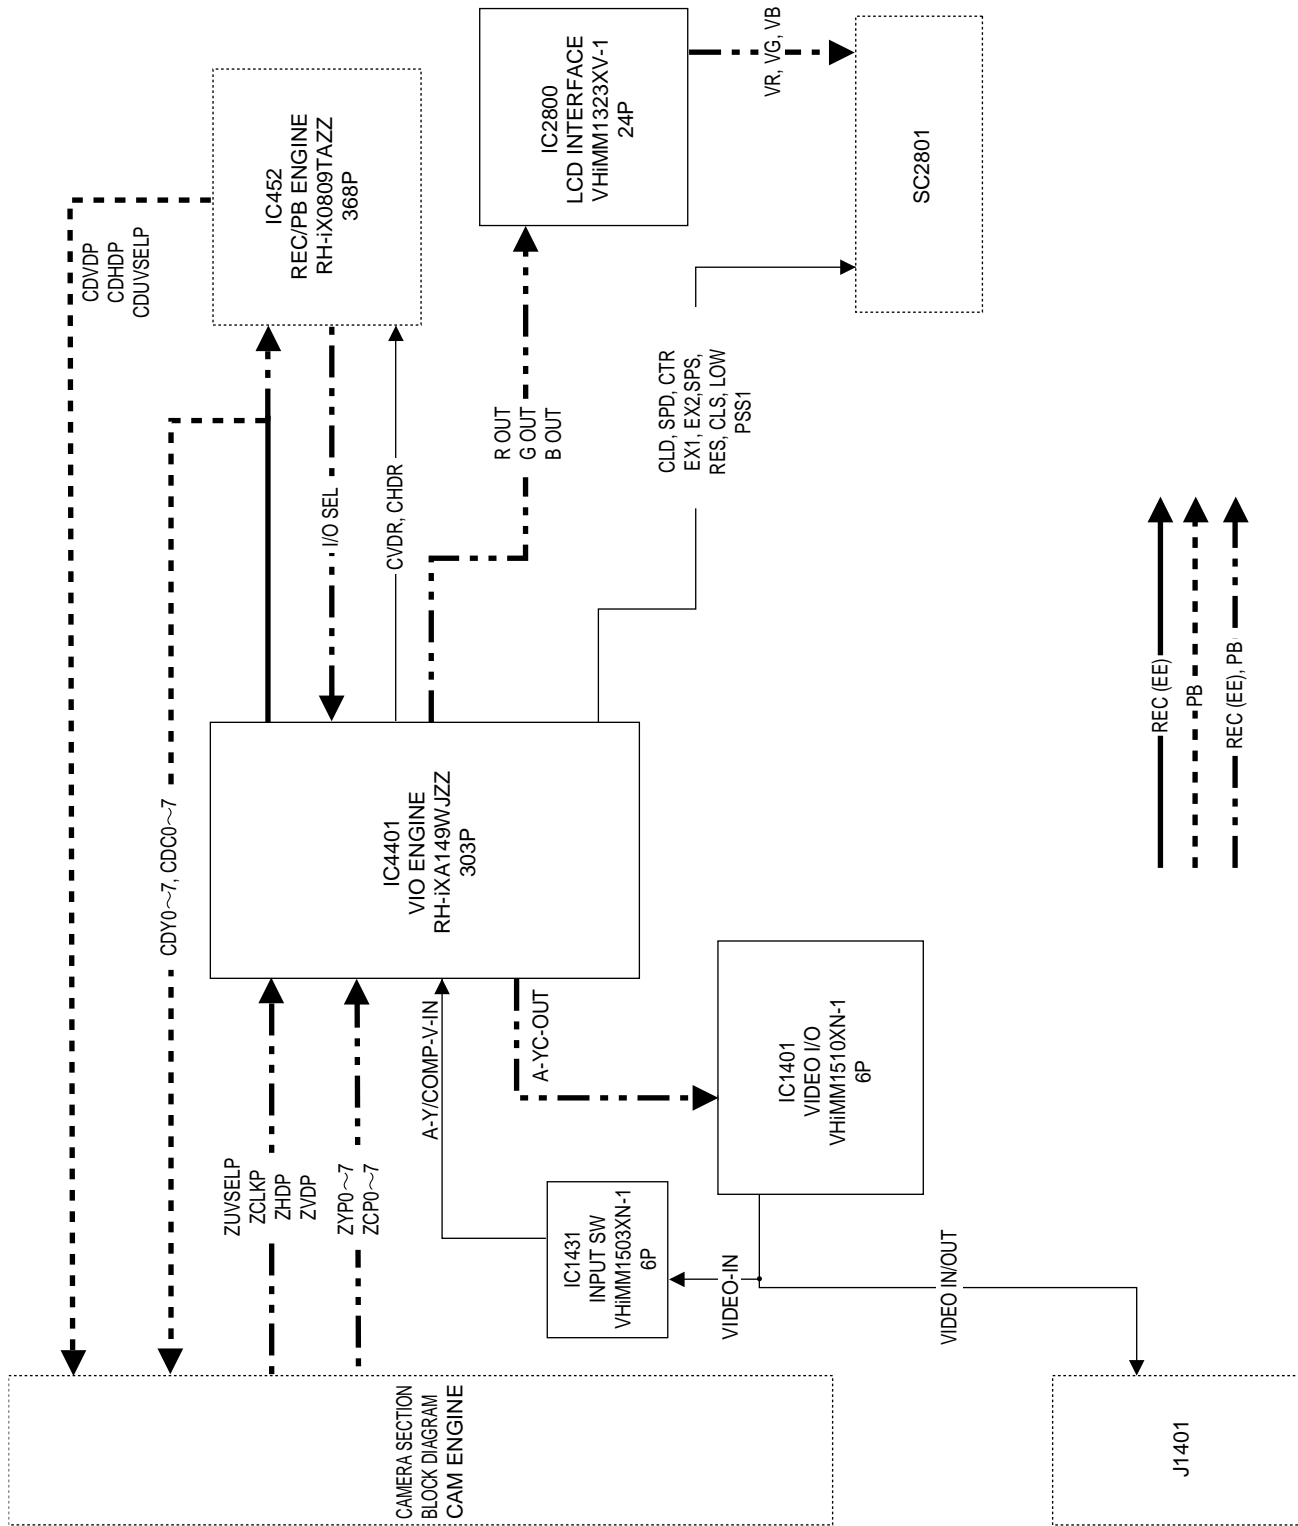 CAMERA SECTION
BLOCK DIAGRAM
CAM ENGINE
J1401
CDVDP
CDHDP
CDUVSELP
CDY0～7, CDC0～7
ZUVSELP
ZCLKP
ZHDP
ZVDP
ZYP0～7
ZCP0～7
A-Y/COMP-V-IN
A-YC-OUT
IC1431
INPUT SW
VHiMM1503XN-1
6P
VIDEO-IN
VIDEO IN/OUT
IC1401
VIDEO I/O
VHiMM1510XN-1
6P
IC4401
VIO ENGINE
RH-iXA149WJZZ
303P
I/O SEL
CVDR, CHDR
R OUT
G OUT
B OUT
CLD, SPD, CTR
EX1, EX2,SPS,
RES, CLS, LOW
PSS1
IC452
REC/PB ENGINE
RH-iX0809TAZZ
368P
IC2800
LCD INTERFACE
VHiMM1323XV-1
24P
VR, VG, VB
SC2801
REC (EE)
PB
REC (EE), PB